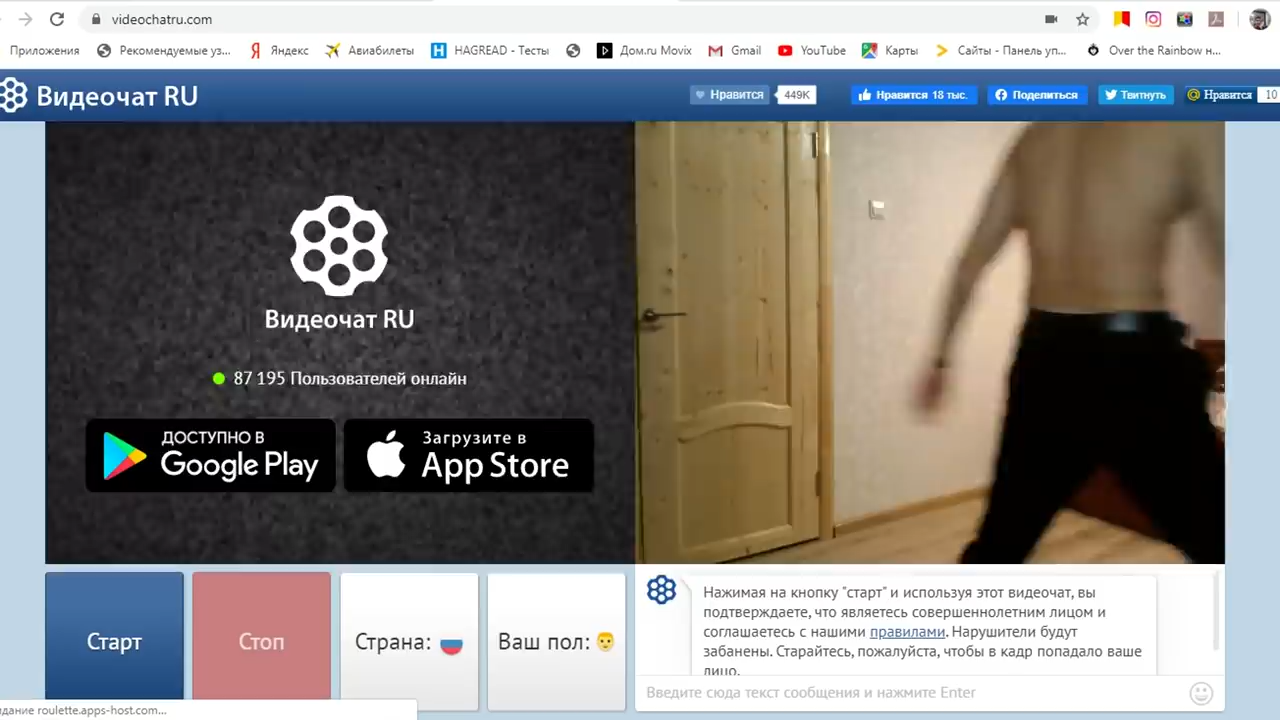 videochatru.com
Приложения
Рекомендуемые уз...
Яндекс
Авиабилеты
HAGREAD - Тесты
Дом.ru Movix
Gmail
YouTube
Карты
Сайты - Панель уп...
Over the Rainbow н...
Видеочат RU
Нравится
449K
Нравится 18 тыс.
Поделиться
Твитнуть
Нравится
10
Видеочат RU
87 195 Пользователей онлайн
ДОСТУПНО В
Google Play
Загрузите в
App Store
Старт
Стоп
Страна:
Ваш пол:
Нажимая на кнопку "старт" и используя этот видеочат, вы
подтверждаете, что являетесь совершеннолетним лицом и
соглашаетесь с нашими правилами. Нарушители будут
забанены. Старайтесь, пожалуйста, чтобы в кадр попадало ваше
лицо.
Введите сюда текст сообщения и нажмите Enter
идание roulette.apps-host.com...